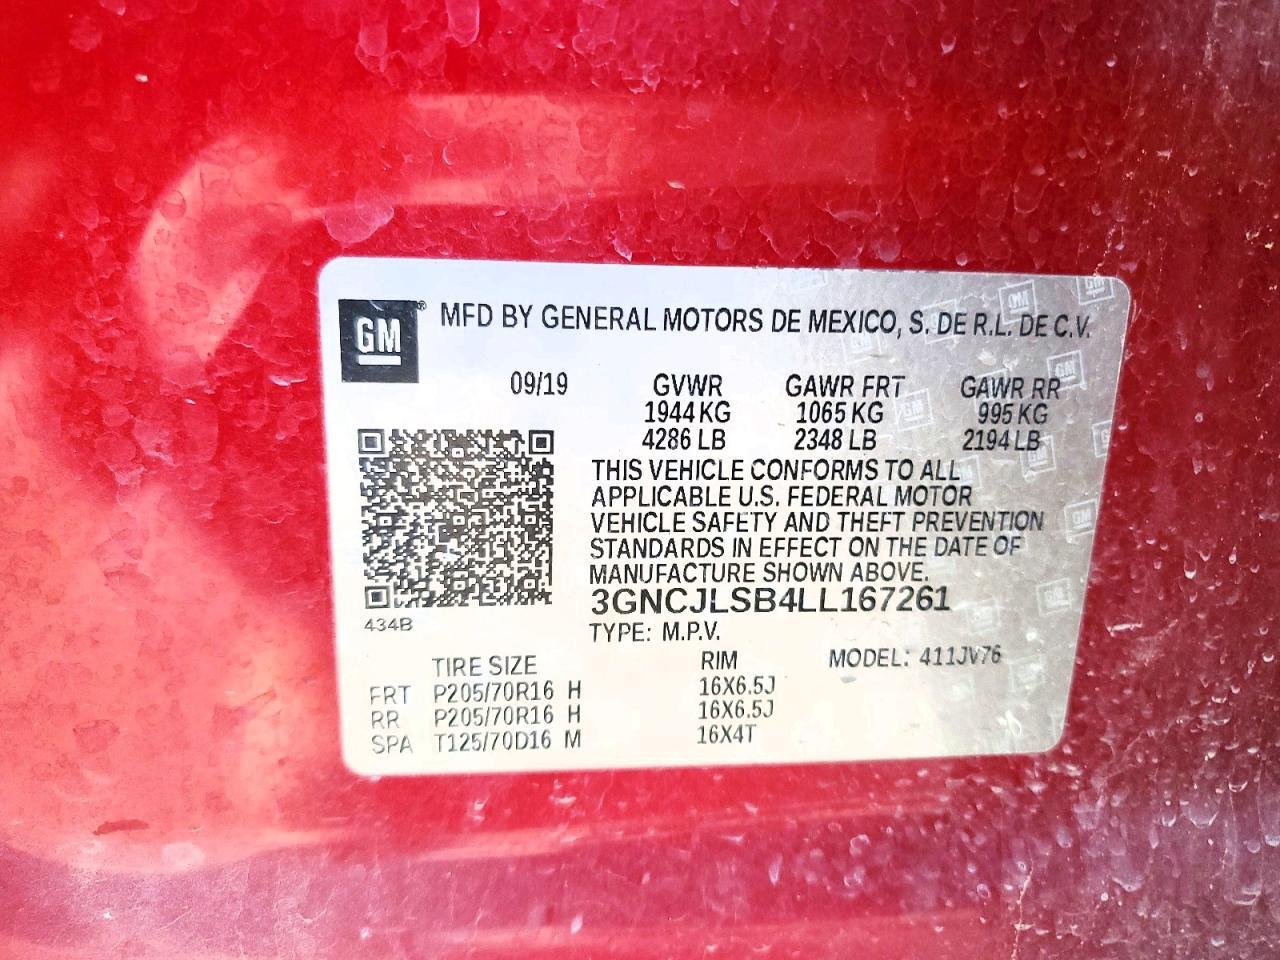 GM® MFD BY GENERAL MOTORS DE MEXICO, S. DE R.L. DE C.V.
09/19 GVWR GAWR FRT GAWR RR
1944 KG 1065 KG 995 KG
4286 LB 2348 LB 2194 LB
THIS VEHICLE CONFORMS TO ALL
APPLICABLE U.S. FEDERAL MOTOR
VEHICLE SAFETY AND THEFT PREVENTION
STANDARDS IN EFFECT ON THE DATE OF
MANUFACTURE SHOWN ABOVE.
3GNCJLSB4LL167261
434B
TYPE: M.P.V.
TIRE SIZE RIM MODEL: 411JV76
FRT P205/70R16 H 16X6.5J
RR P205/70R16 H 16X6.5J
SPA T125/70D16 M 16X4T